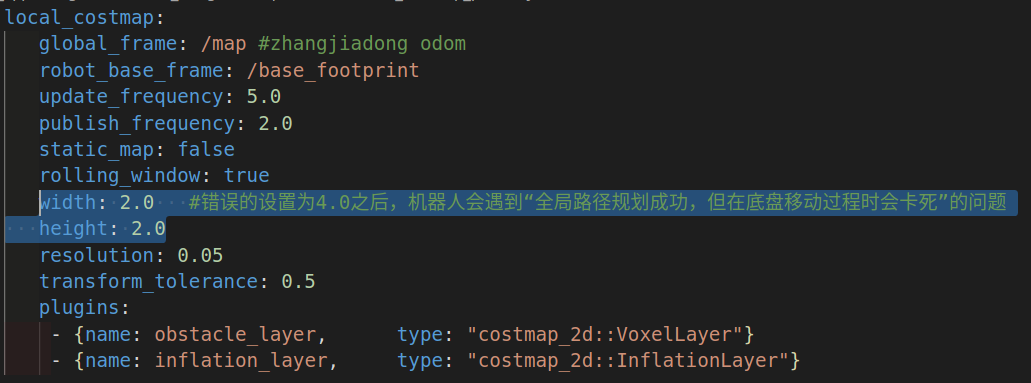 local_costmap:
global_frame: /map #zhangjiadong odom
robot_base_frame: /base_footprint
update_frequency: 5.0
publish_frequency: 2.0
static_map: false
rolling_window: true
width: 2.0 #错误的设置为4.0之后，机器人会遇到“全局路径规划成功，但在底盘移动过程时会卡死”的问题
height: 2.0
resolution: 0.05
transform_tolerance: 0.5
plugins:
- {name: obstacle_layer, type: "costmap_2d::VoxelLayer"}
- {name: inflation_layer, type: "costmap_2d::InflationLayer"}